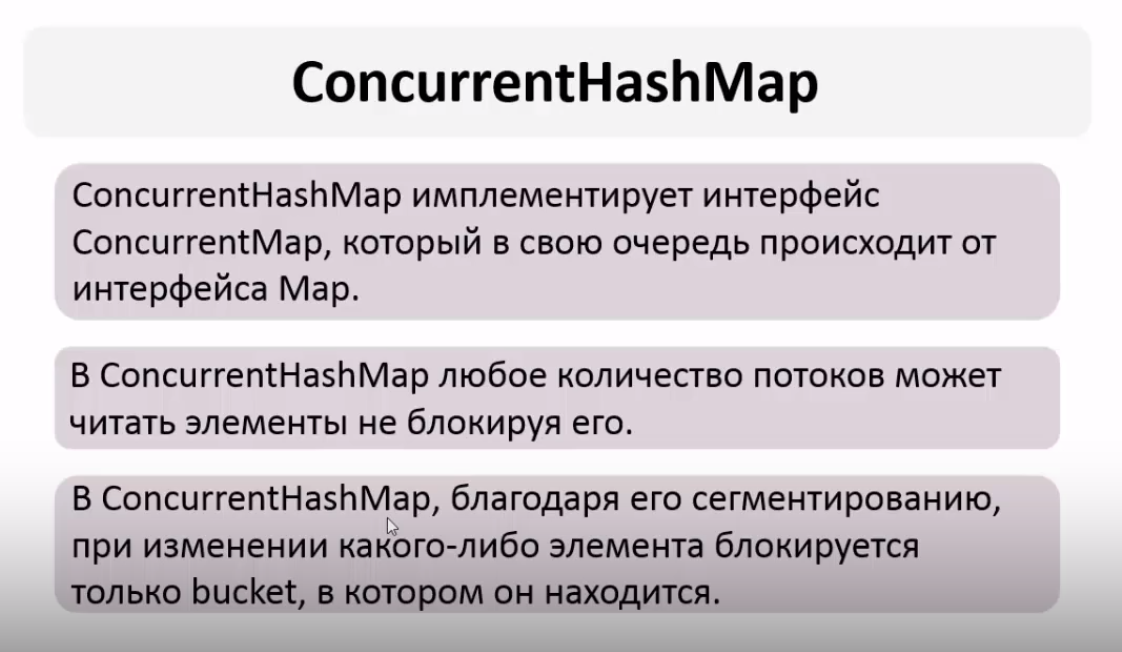 ConcurrentHashMap
ConcurrentHashMap имплементирует интерфейс
ConcurrentMap, который в свою очередь происходит от
интерфейса Map.
В ConcurrentHashMap любое количество потоков может
читать элементы не блокируя его.
В ConcurrentHashMap, благодаря его сегментированию,
при изменении какого-либо элемента блокируется
только bucket, в котором он находится.